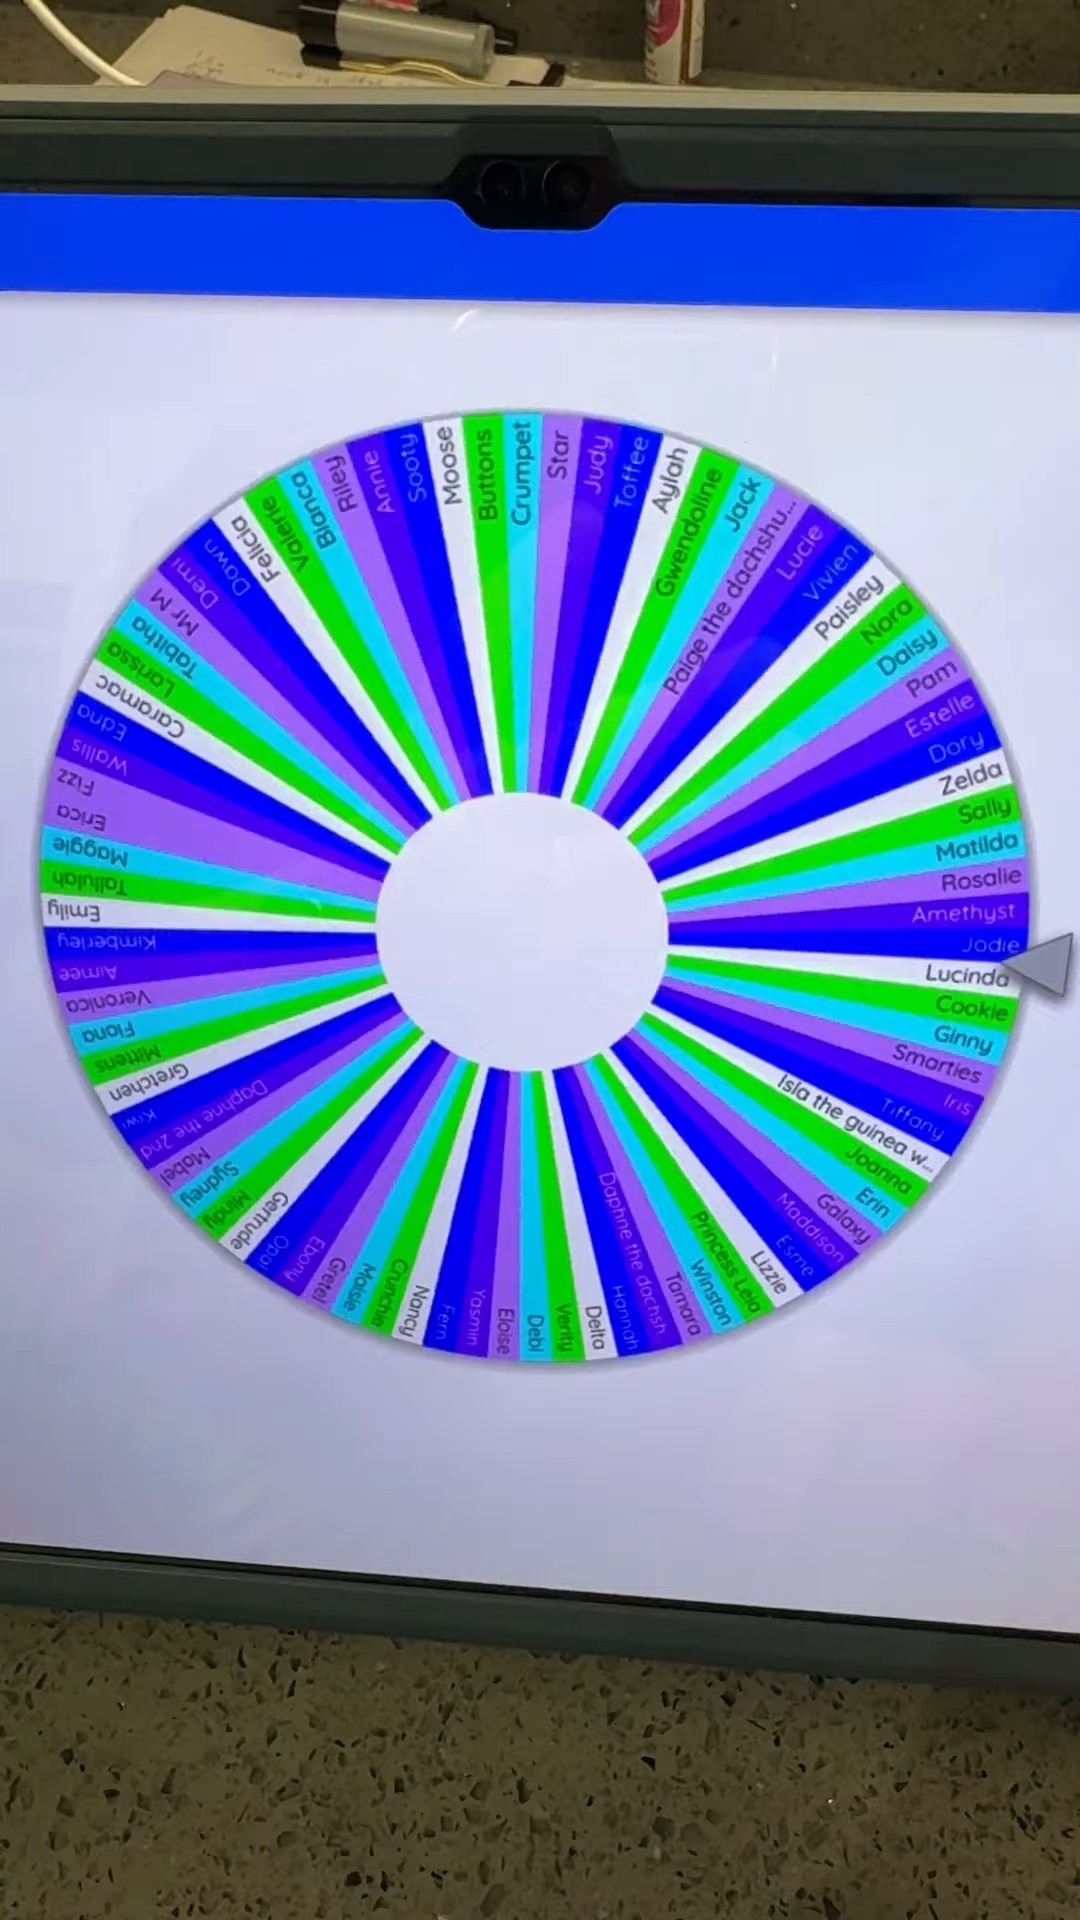 Moose
Buttons
Crumpet
Star
Judy
Toffee
Aylah
Gwendoline
Jack
Paige the dachshu...
Lucie
Vivien
Paisley
Nora
Daisy
Pam
Estelle
Dory
Zelda
Sally
Matilda
Rosalie
Amethyst
Jodie
Lucinda
Cookie
Ginny
Smarties
Iris
Tiffany
Isla the guinea w...
Joanna
Erin
Galaxy
Maddison
Esme
Lizzie
Princess Leia
Winston
Tamara
Daphne the dachsh
Hannah
Delta
Verity
Debi
Eloise
Yasmin
Fern
Nancy
Crunchie
Maisie
Gretel
Ebony
Opal
Gertrude
Mindy
Sydney
Mabel
Daphne the 2nd
Kiwi
Gretchen
Mittens
Fiona
Veronica
Aimee
Kimberley
Emily
Tallulah
Maggie
Erica
Fizz
Wallis
Edna
Caramac
Larissa
Tabitha
Mr M
Demi
Dawn
Felicia
Valerie
Bianca
Riley
Annie
Sooty